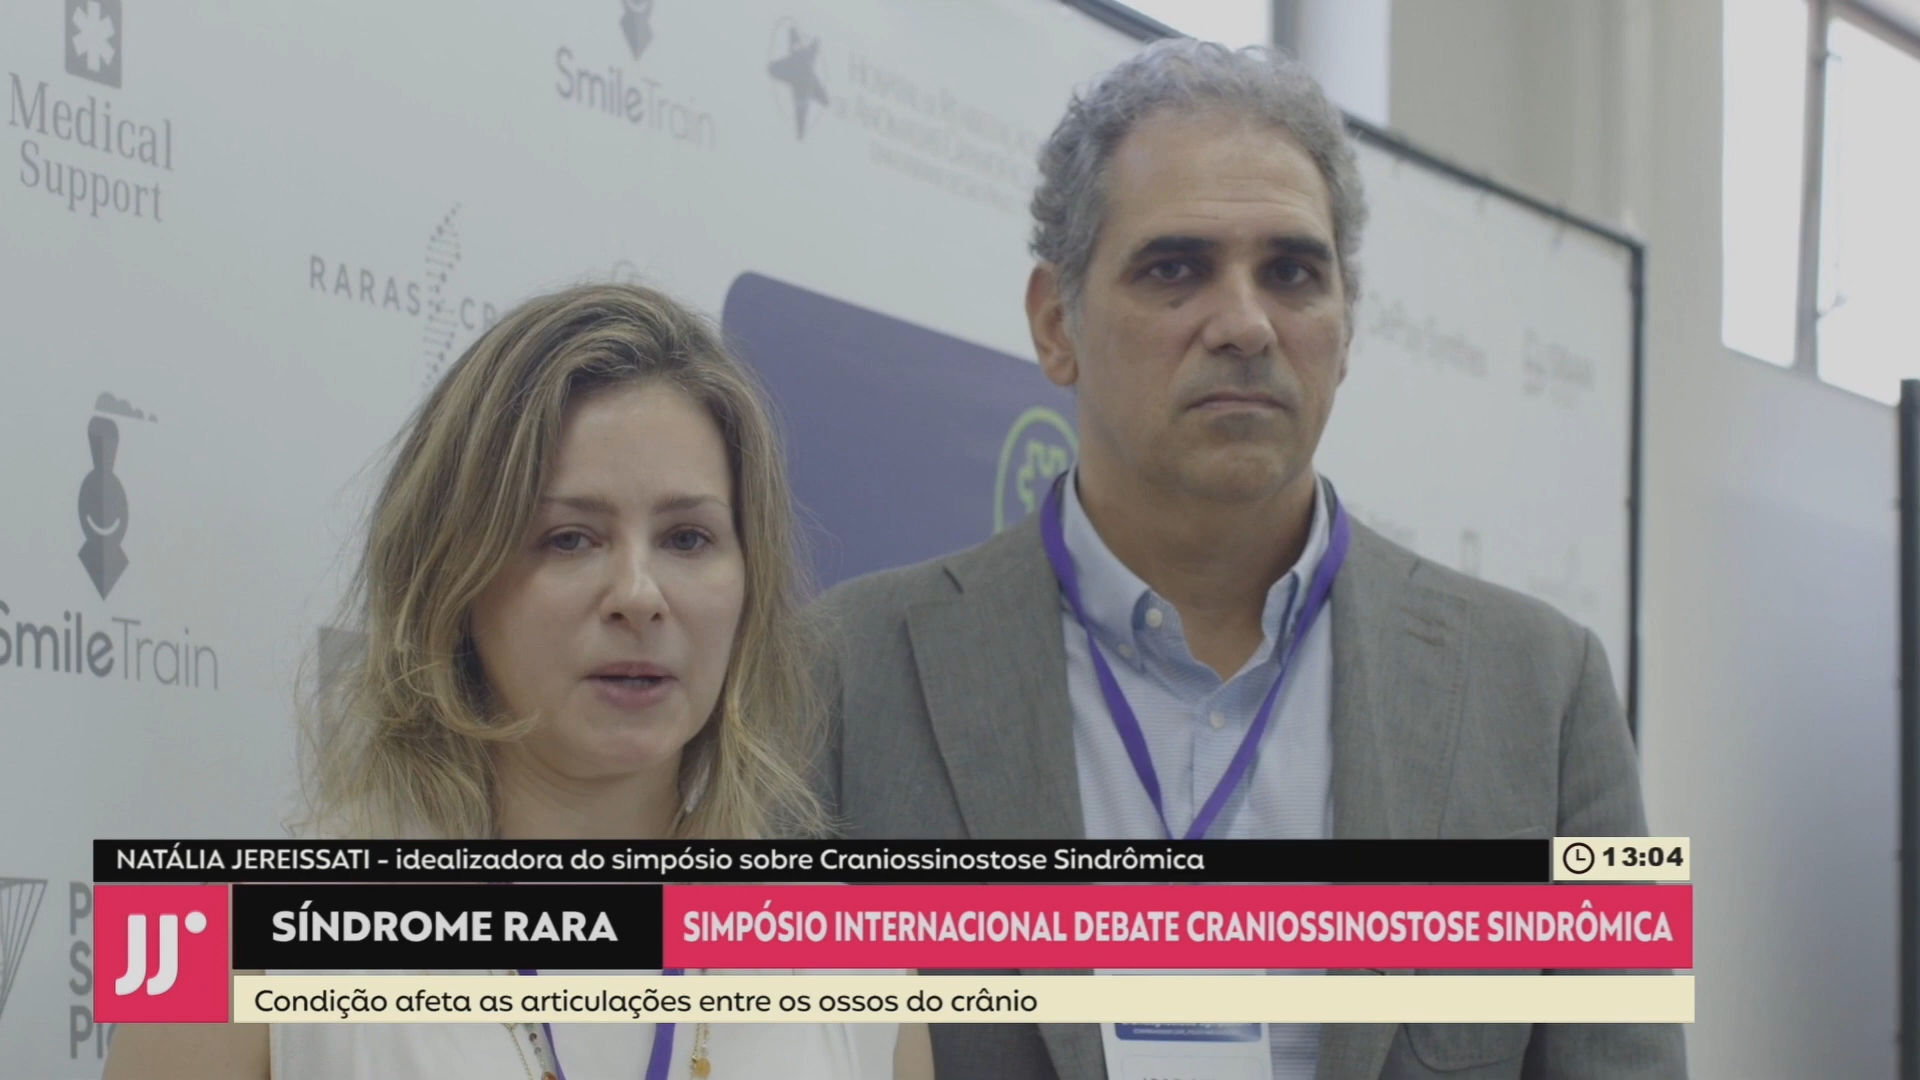 Medical
Support
SmileTrain
RARAS
SmileTrain
NATÁLIA JEREISSATI - idealizadora do simpósio sobre Craniossinostose Sindrômica
13:04
JJ
SÍNDROME RARA
SIMPÓSIO INTERNACIONAL DEBATE CRANIOSSINOSTOSE SINDRÔMICA
Condição afeta as articulações entre os ossos do crânio